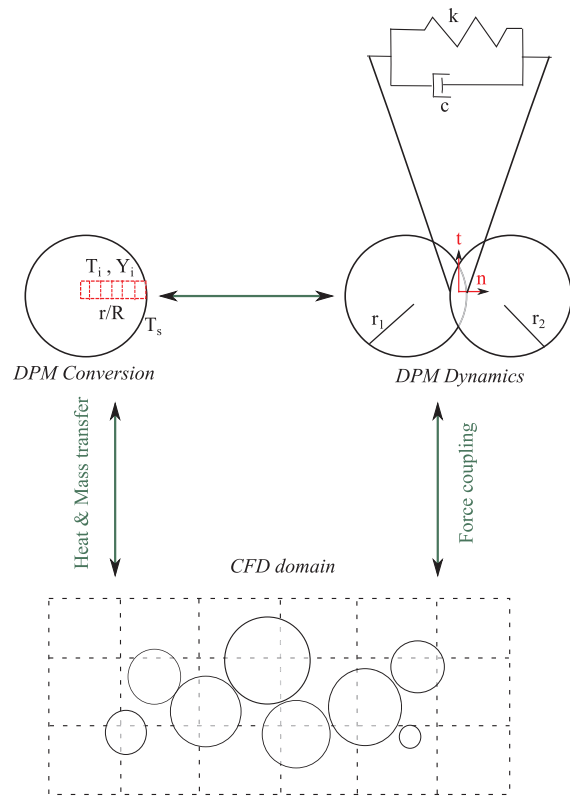 k
c
t
n
T_i , Y_i
r/R
T_s
r_1
r_2
DPM Conversion
DPM Dynamics
Heat & Mass transfer
Force coupling
CFD domain